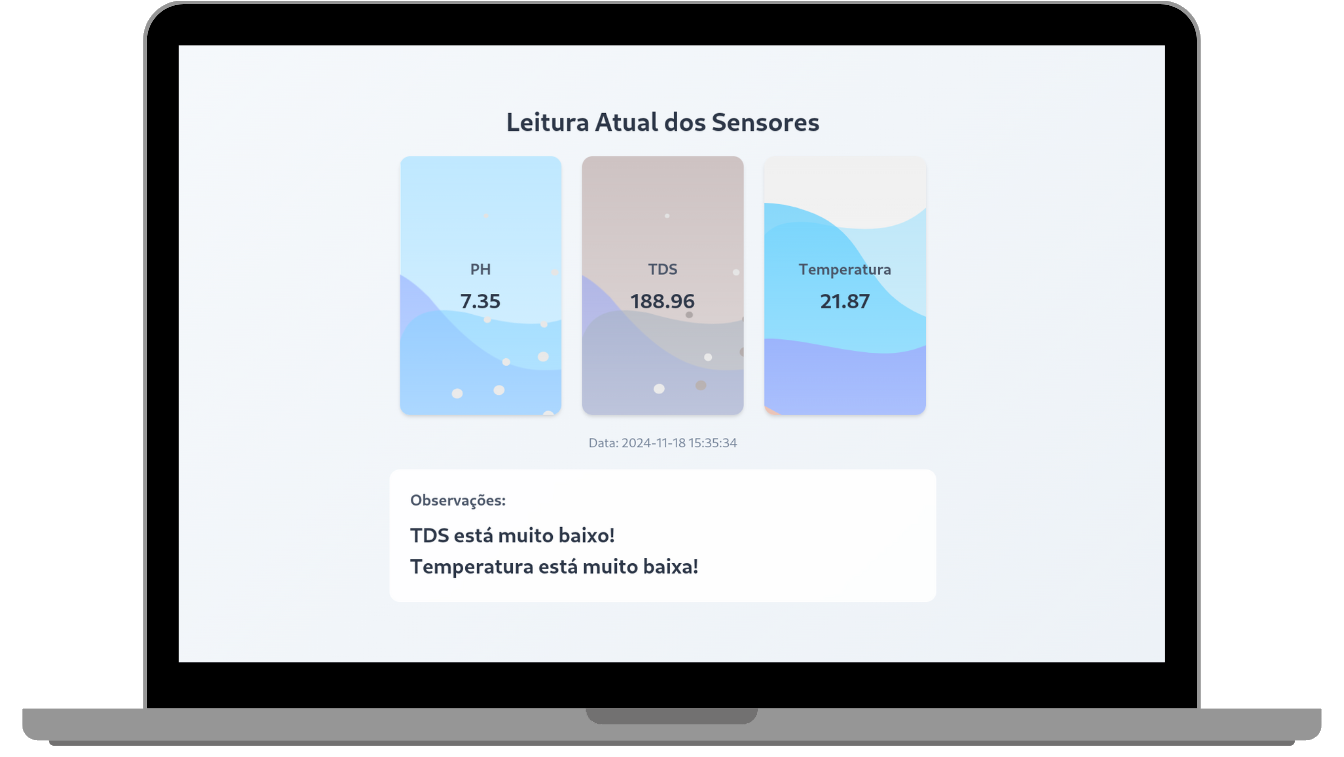 Leitura Atual dos Sensores
PH
7.35
TDS
188.96
Temperatura
21.87
Data: 2024-11-18 15:35:34
Observações:
TDS está muito baixo!
Temperatura está muito baixa!